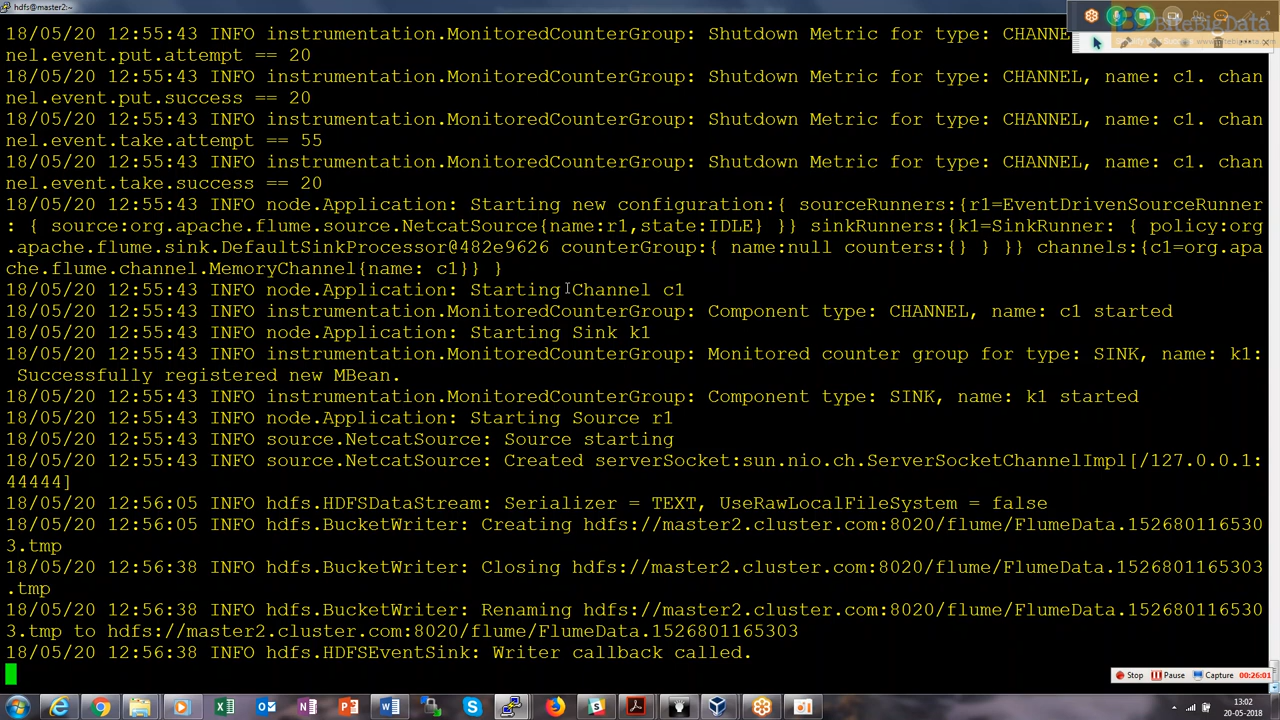 hdfs@master2:~
18/05/20 12:55:43 INFO instrumentation.MonitoredCounterGroup: Shutdown Metric for type: CHANN
nel.event.put.attempt == 20
18/05/20 12:55:43 INFO instrumentation.MonitoredCounterGroup: Shutdown Metric for type: CHANNEL, name: c1. chan
nel.event.put.success == 20
18/05/20 12:55:43 INFO instrumentation.MonitoredCounterGroup: Shutdown Metric for type: CHANNEL, name: c1. chan
nel.event.take.attempt == 55
18/05/20 12:55:43 INFO instrumentation.MonitoredCounterGroup: Shutdown Metric for type: CHANNEL, name: c1. chan
nel.event.take.success == 20
18/05/20 12:55:43 INFO node.Application: Starting new configuration:{ sourceRunners:{r1=EventDrivenSourceRunner
: { source:org.apache.flume.source.NetcatSource{name:r1,state:IDLE} }} sinkRunners:{k1=SinkRunner: { policy:org
.apache.flume.sink.DefaultSinkProcessor@482e9626 counterGroup:{ name:null counters:{} } }} channels:{c1=org.apa
che.flume.channel.MemoryChannel{name: c1}} }
18/05/20 12:55:43 INFO node.Application: Starting Channel c1
18/05/20 12:55:43 INFO instrumentation.MonitoredCounterGroup: Component type: CHANNEL, name: c1 started
18/05/20 12:55:43 INFO node.Application: Starting Sink k1
18/05/20 12:55:43 INFO instrumentation.MonitoredCounterGroup: Monitored counter group for type: SINK, name: k1:
Successfully registered new MBean.
18/05/20 12:55:43 INFO instrumentation.MonitoredCounterGroup: Component type: SINK, name: k1 started
18/05/20 12:55:43 INFO node.Application: Starting Source r1
18/05/20 12:55:43 INFO source.NetcatSource: Source starting
18/05/20 12:55:43 INFO source.NetcatSource: Created serverSocket:sun.nio.ch.ServerSocketChannelImpl[/127.0.0.1:
44444]
18/05/20 12:56:05 INFO hdfs.HDFSDataStream: Serializer = TEXT, UseRawLocalFileSystem = false
18/05/20 12:56:05 INFO hdfs.BucketWriter: Creating hdfs://master2.cluster.com:8020/flume/FlumeData.152680116530
3.tmp
18/05/20 12:56:38 INFO hdfs.BucketWriter: Closing hdfs://master2.cluster.com:8020/flume/FlumeData.1526801165303
.tmp
18/05/20 12:56:38 INFO hdfs.BucketWriter: Renaming hdfs://master2.cluster.com:8020/flume/FlumeData.152680116530
3.tmp to hdfs://master2.cluster.com:8020/flume/FlumeData.1526801165303
18/05/20 12:56:38 INFO hdfs.HDFSEventSink: Writer callback called.
Stop Pause Capture 00:26:01
13:02
20-05-2018